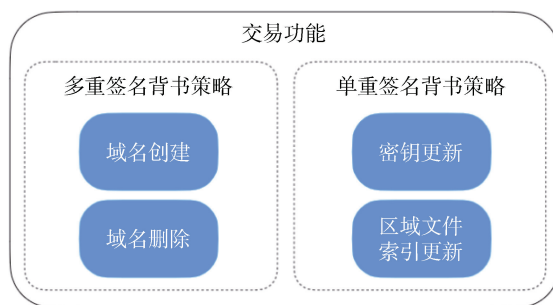 交易功能
多重签名背书策略
域名创建
域名删除
单重签名背书策略
密钥更新
区域文件
索引更新